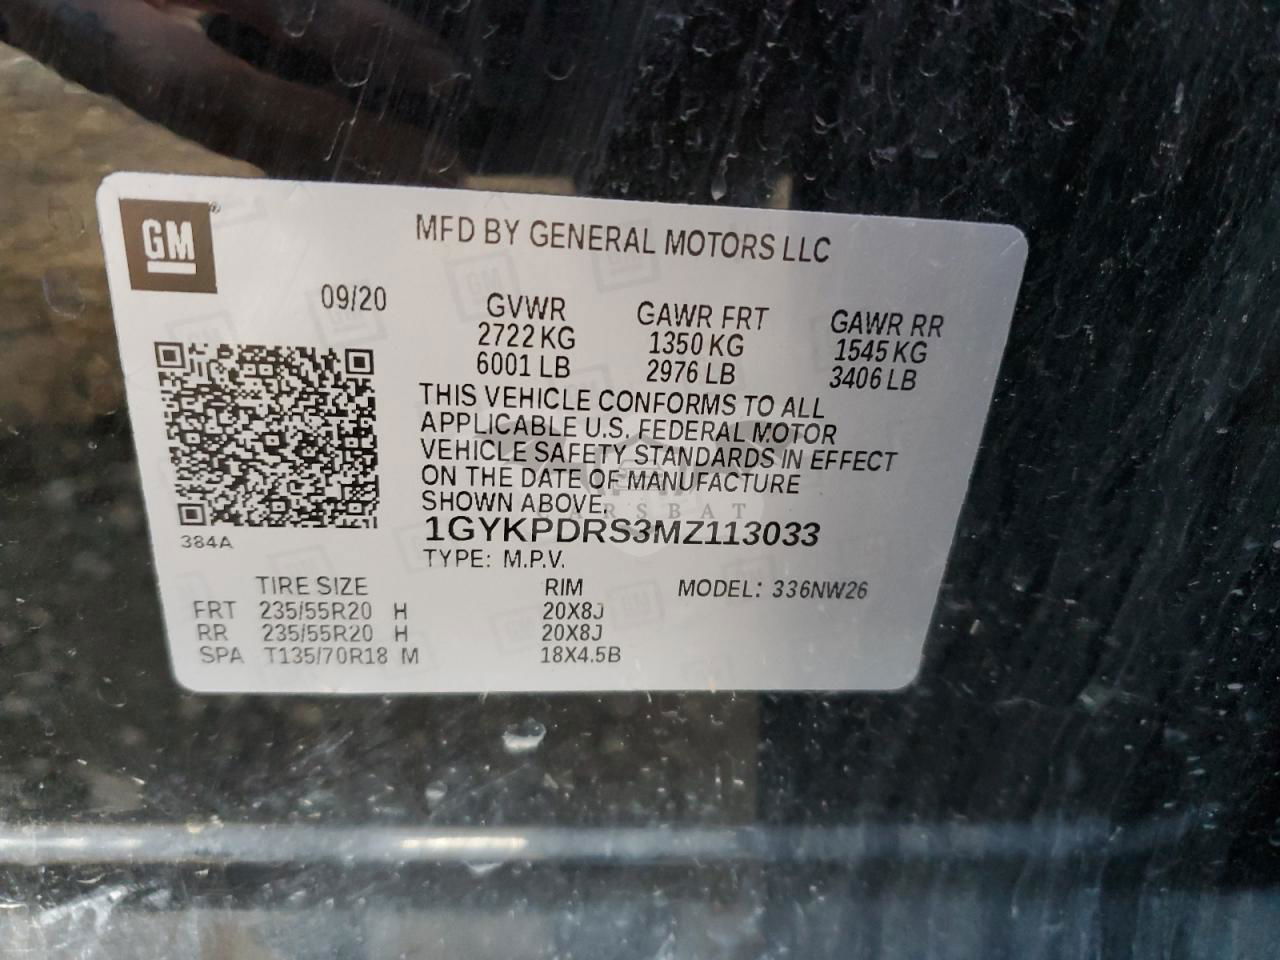 GM
MFD BY GENERAL MOTORS LLC
09/20
GVWR GAWR FRT GAWR RR
2722 KG 1350 KG 1545 KG
6001 LB 2976 LB 3406 LB
THIS VEHICLE CONFORMS TO ALL
APPLICABLE U.S. FEDERAL MOTOR
VEHICLE SAFETY STANDARDS IN EFFECT
ON THE DATE OF MANUFACTURE
SHOWN ABOVE.
CARSBAT
1GYKPDRS3MZ113033
384A
TYPE: M.P.V.
TIRE SIZE RIM MODEL: 336NW26
FRT 235/55R20 H 20X8J
RR 235/55R20 H 20X8J
SPA T135/70R18 M 18X4.5B